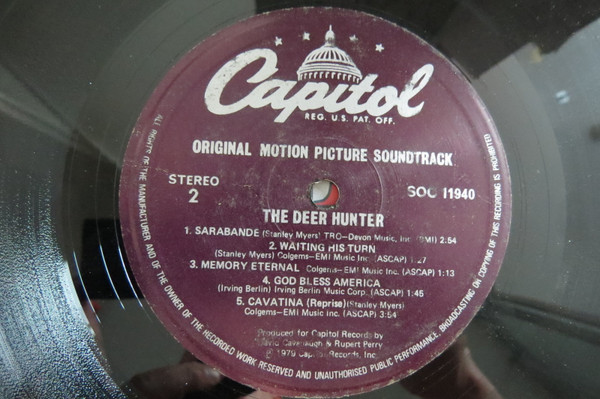 Capitol
REG. U.S. PAT. OFF.
ORIGINAL MOTION PICTURE SOUNDTRACK
STEREO
2
SOO 11940
THE DEER HUNTER
1. SARABANDE (Stanley Myers) TRO-Devon Music, Inc. (BMI) 2:54
2. WAITING HIS TURN
(Stanley Myers) Colgems-EMI Music Inc. (ASCAP) 1:27
3. MEMORY ETERNAL Colgems-EMI Music Inc. (ASCAP) 1:13
4. GOD BLESS AMERICA
(Irving Berlin) Irving Berlin Music Corp. (ASCAP) 1:45
5. CAVATINA (Reprise) (Stanley Myers)
Colgems-EMI Music Inc. (ASCAP) 3:54
Produced for Capitol Records by
David Cavanaugh & Rupert Perry
℗ 1979 Capitol Records, Inc.
ALL RIGHTS OF THE MANUFACTURER AND OF THE OWNER OF THE RECORDED WORK RESERVED AND UNAUTHORISED PUBLIC PERFORMANCE, BROADCASTING OR COPYING OF THIS RECORD PROHIBITED